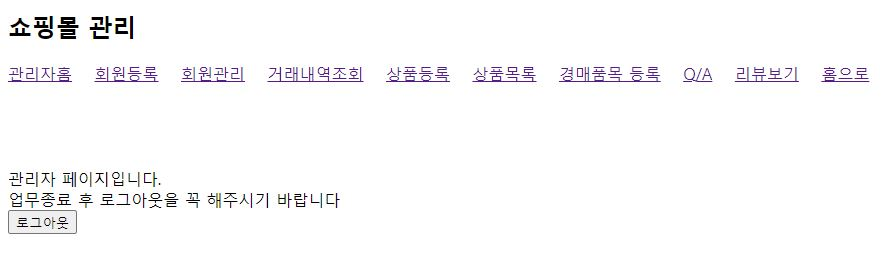 쇼핑몰 관리
관리자홈 회원등록 회원관리 거래내역조회 상품등록 상품목록 경매품목 등록 Q/A 리뷰보기 홈으로
관리자 페이지입니다.
업무종료 후 로그아웃을 꼭 해주시기 바랍니다
로그아웃